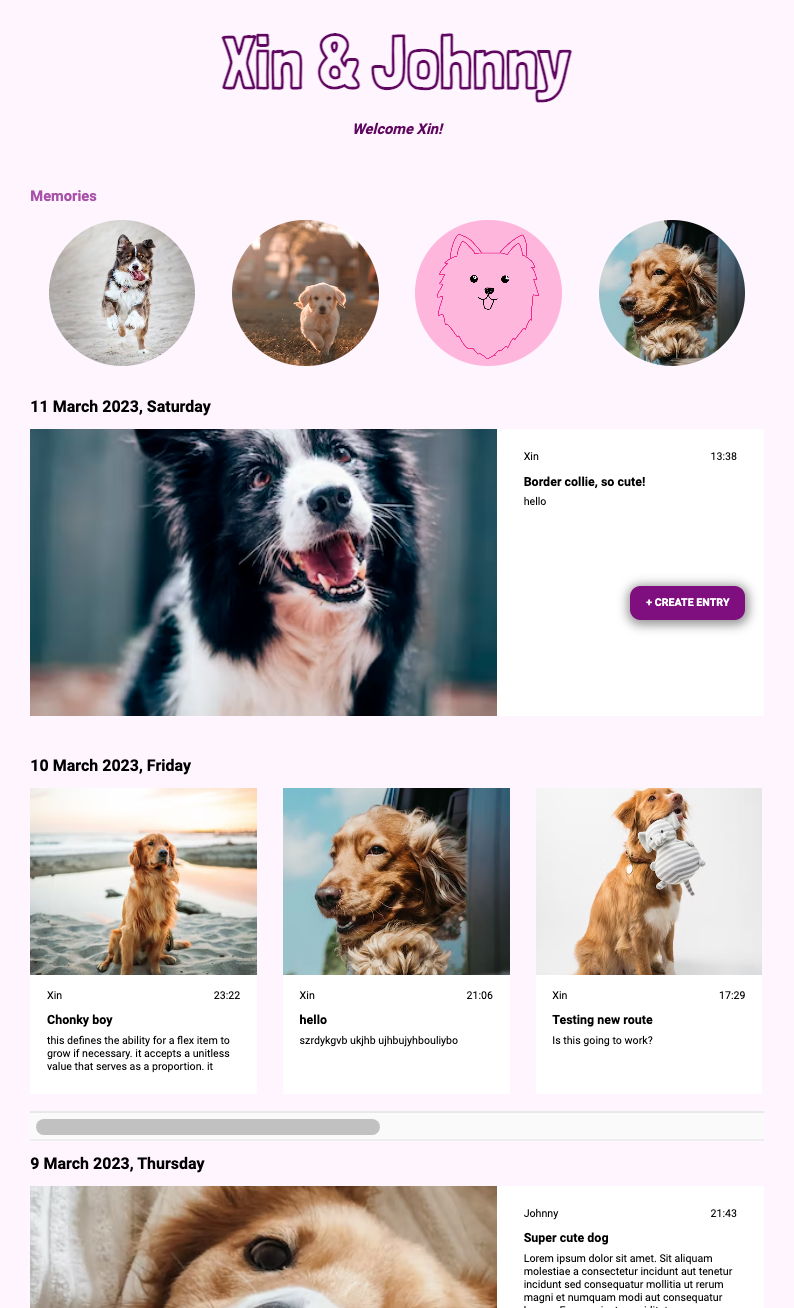 Xin & Johnny
Welcome Xin!
Memories
11 March 2023, Saturday
Xin 13:38
Border collie, so cute!
hello
+ CREATE ENTRY
10 March 2023, Friday
Xin 23:22
Chonky boy
this defines the ability for a flex item to
grow if necessary. it accepts a unitless
value that serves as a proportion. it
Xin 21:06
hello
szrdykgvb ukjhb ujhbujyhbouliybo
Xin 17:29
Testing new route
Is this going to work?
9 March 2023, Thursday
Johnny 21:43
Super cute dog
Lorem ipsum dolor sit amet. Sit aliquam
molestiae a consectetur incidunt aut tenetur
incidunt sed consequatur mollitia ut rerum
magni et numquam modi aut consequatur